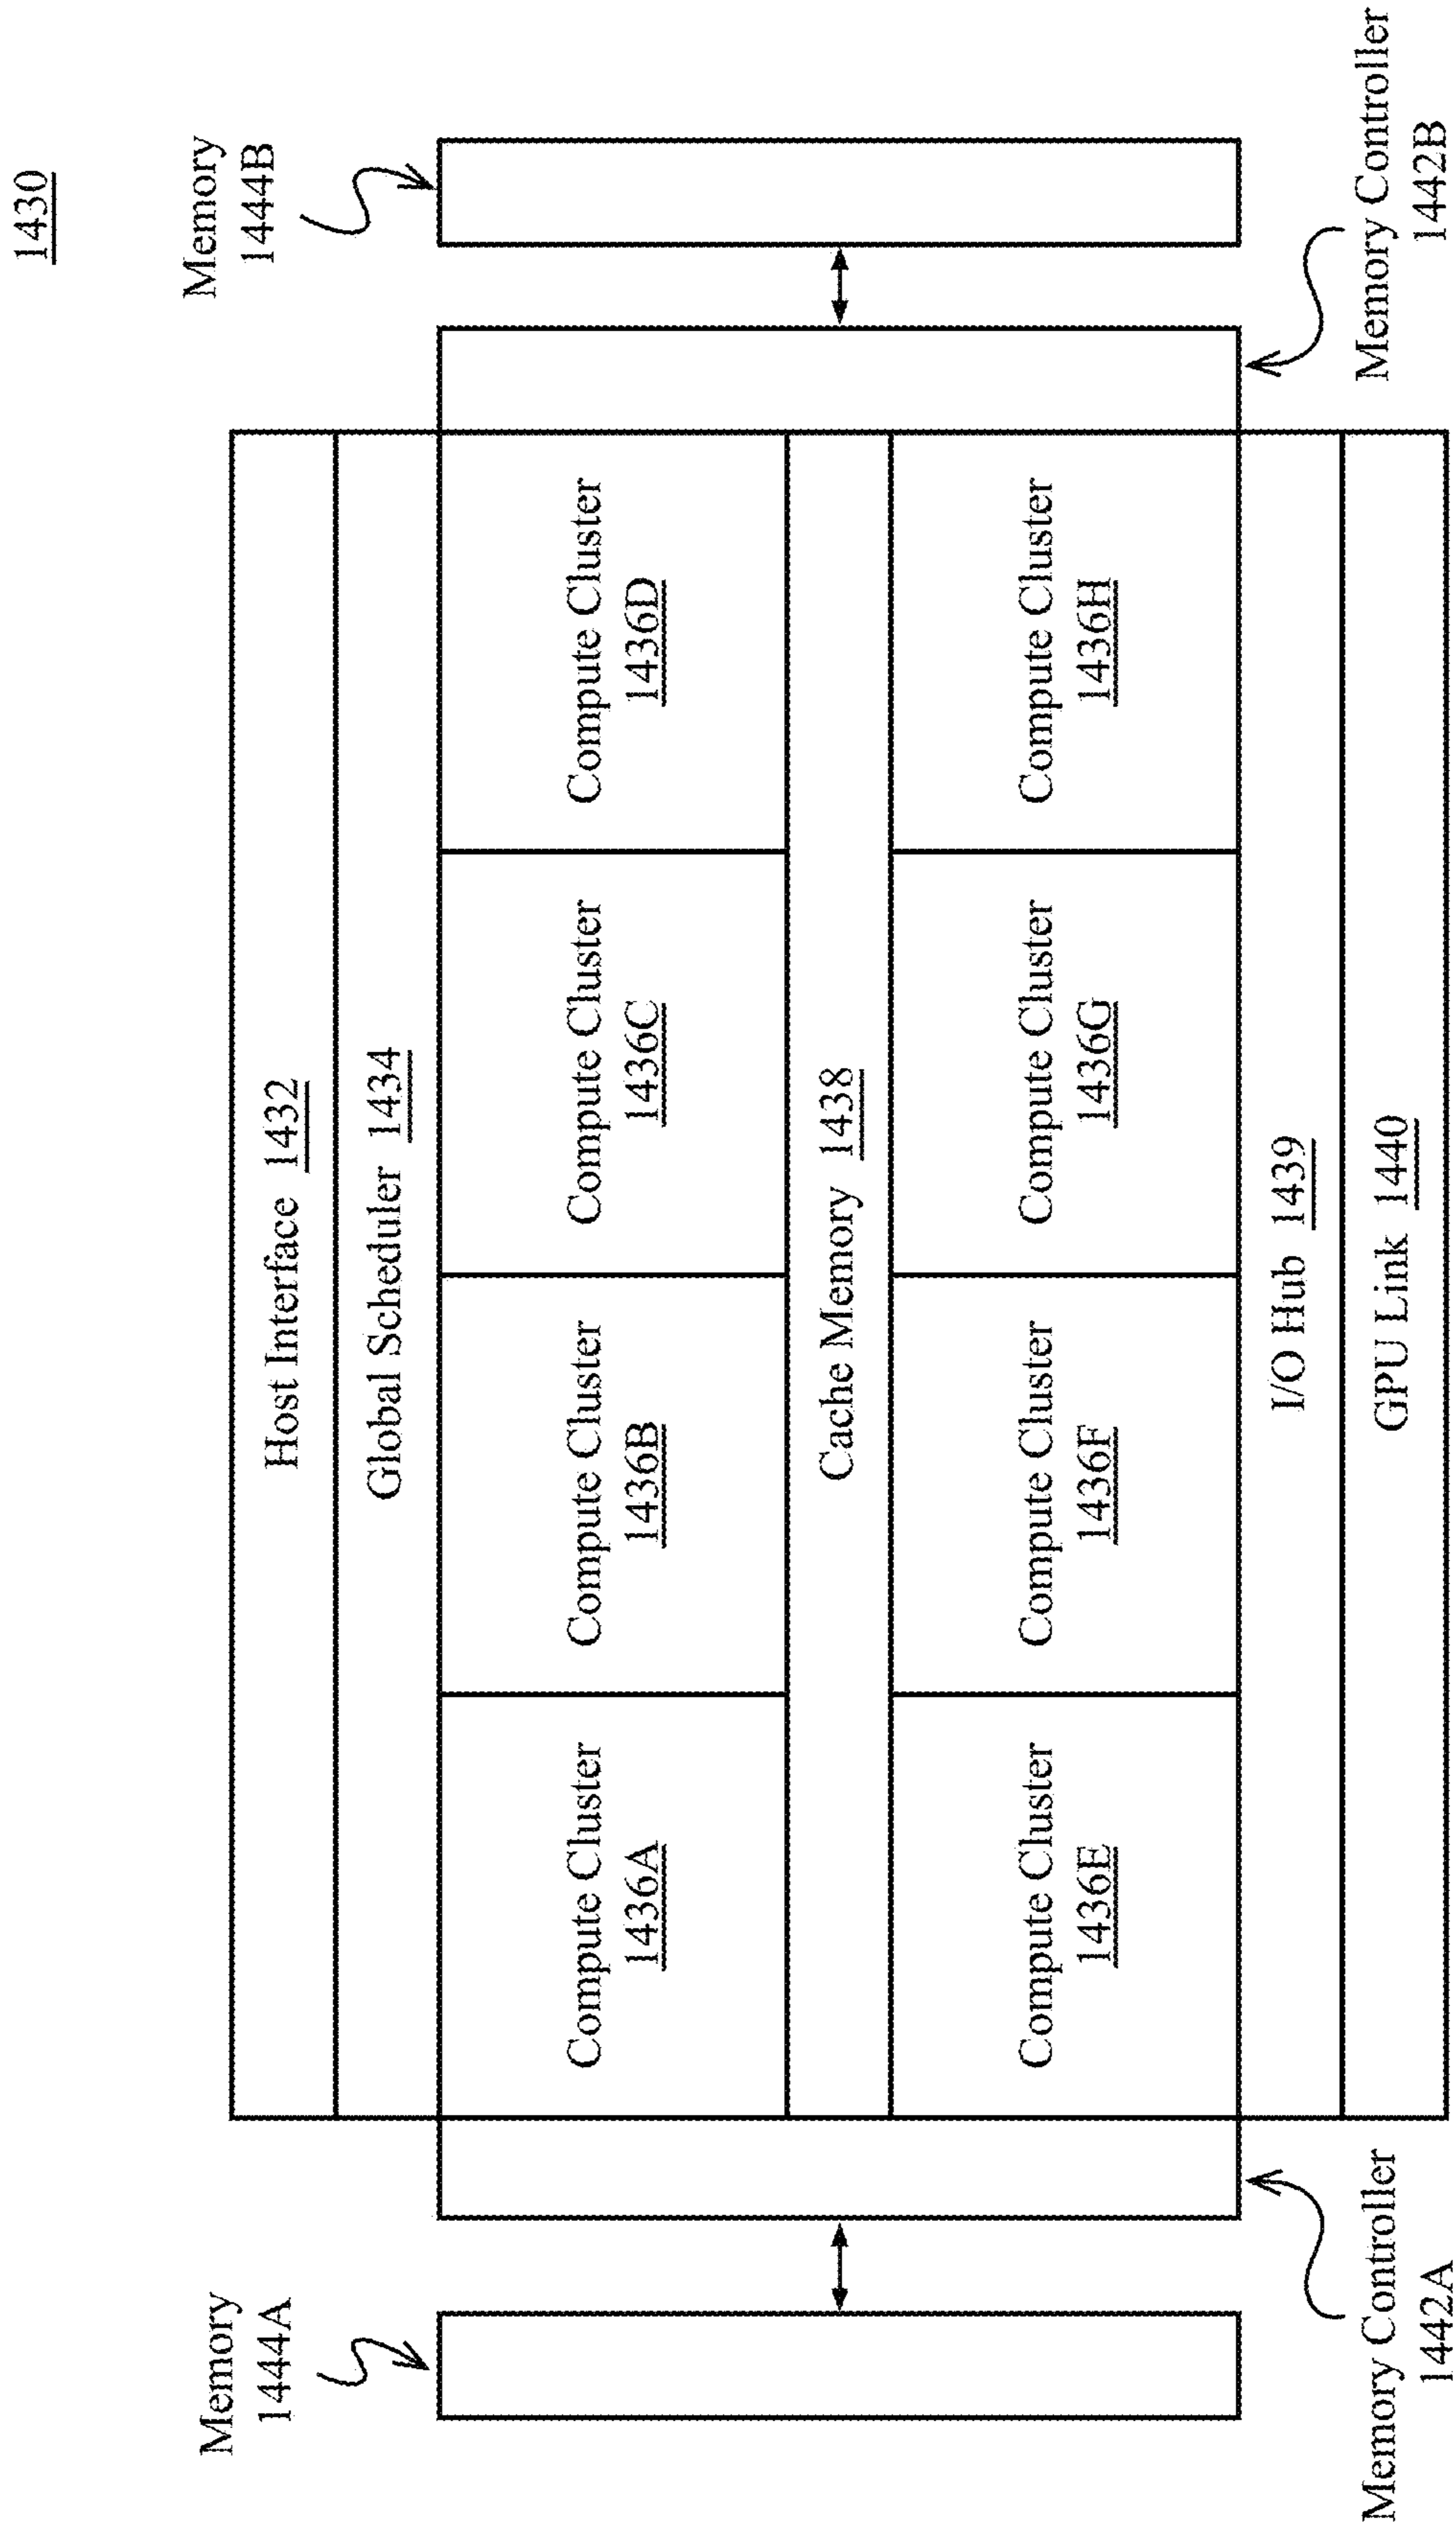 1430
Memory
1444A
Memory
1444B
Host Interface 1432
Global Scheduler 1434
Compute Cluster
1436A
Compute Cluster
1436B
Compute Cluster
1436C
Compute Cluster
1436D
Cache Memory 1438
Compute Cluster
1436E
Compute Cluster
1436F
Compute Cluster
1436G
Compute Cluster
1436H
I/O Hub 1439
GPU Link 1440
Memory Controller
1442A
Memory Controller
1442B